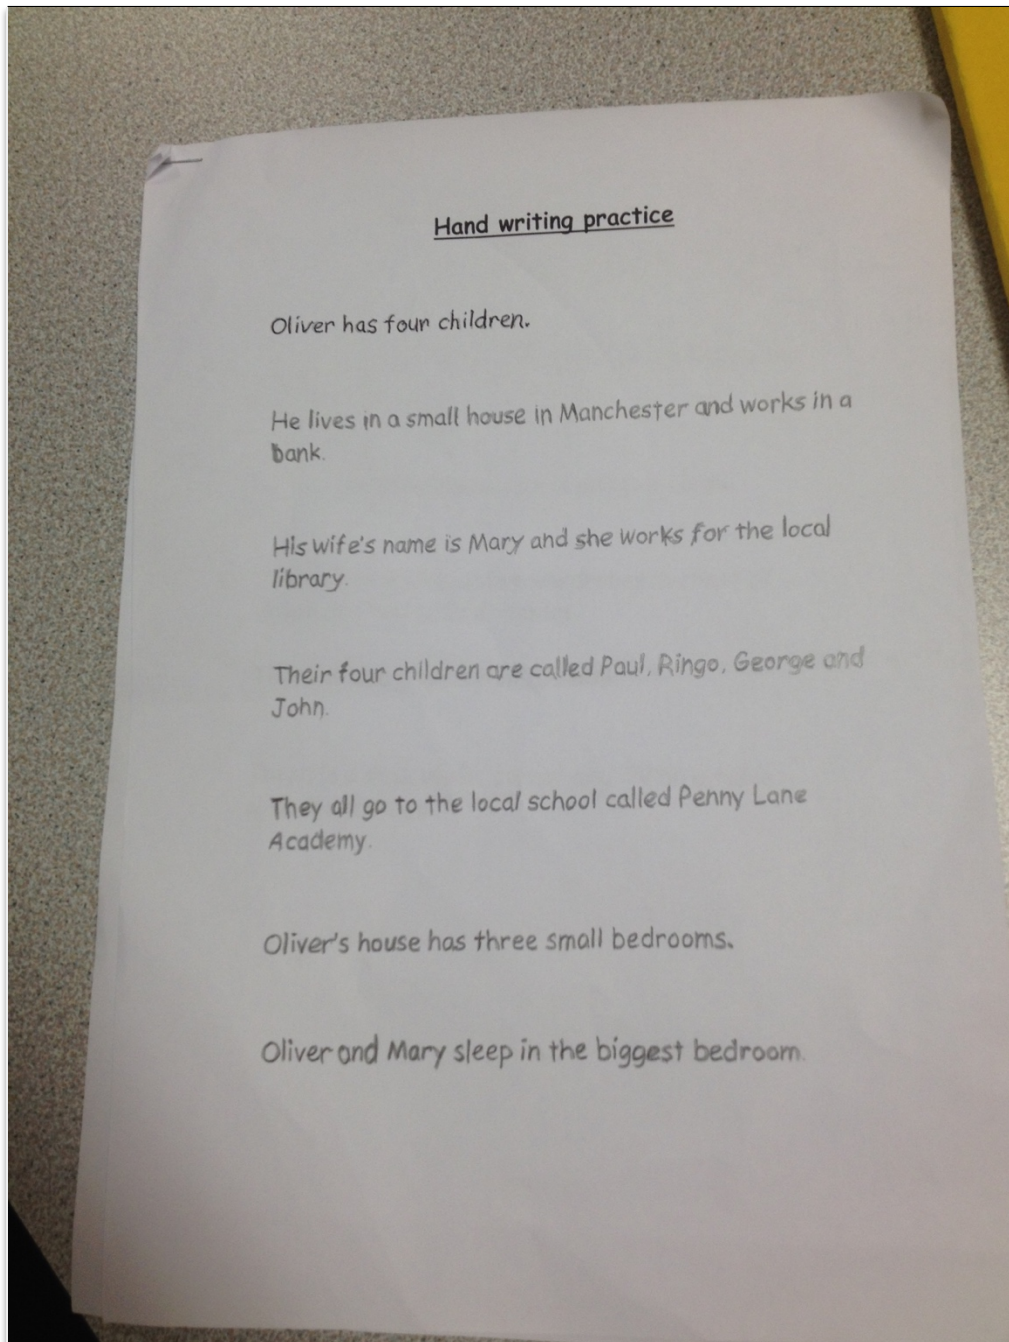 Hand writing practice
Oliver has four children.
He lives in a small house in Manchester and works in a
bank.
His wife's name is Mary and she works for the local
library.
Their four children are called Paul, Ringo, George and
John.
They all go to the local school called Penny Lane
Academy.
Oliver's house has three small bedrooms.
Oliver and Mary sleep in the biggest bedroom.